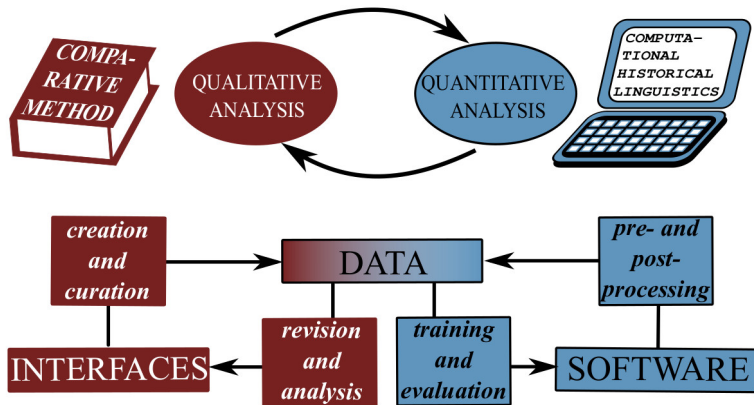 COMPA-
RATIVE
METHOD
QUALITATIVE
ANALYSIS
QUANTITATIVE
ANALYSIS
COMPUTA-
TIONAL
HISTORICAL
LINGUISTICS
creation
and
curation
DATA
pre- and
post-
processing
revision
and
analysis
training
and
evaluation
INTERFACES
SOFTWARE